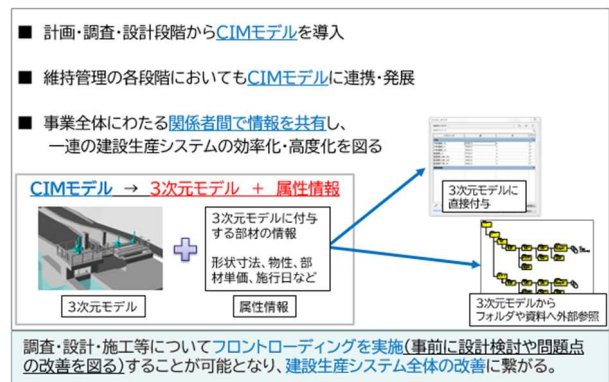 ■ 計画・調査・設計段階からCIMモデルを導入
■ 維持管理の各段階においてもCIMモデルに連携・発展
■ 事業全体にわたる関係者間で情報を共有し、
一連の建設生産システムの効率化・高度化を図る
CIMモデル → 3次元モデル + 属性情報
3次元モデルに付与
する部材の情報
形状寸法、物性、部
材単価、施行日など
3次元モデル
属性情報
3次元モデルに
直接付与
3次元モデルから
フォルダや資料へ外部参照
調査・設計・施工等についてフロントローディングを実施(事前に設計検討や問題点
の改善を図る)することが可能となり、建設生産システム全体の改善に繋がる。